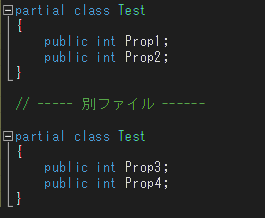 partial class Test
{
    public int Prop1;
    public int Prop2;
}

// ----- 別ファイル ------

partial class Test
{
    public int Prop3;
    public int Prop4;
}